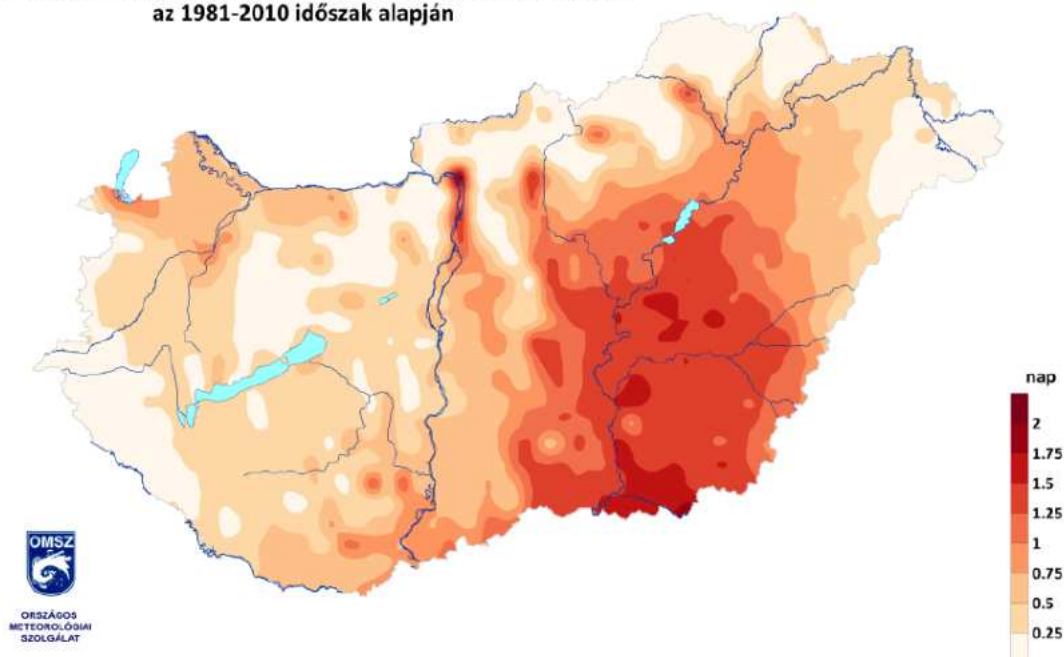 az 1981-2010 időszak alapján
nap
2
1.75
1.5
1.25
1
0.75
0.5
0.25
OMSZ
ORSZÁGOS
METEOROLÓGIAI
SZOLGÁLAT